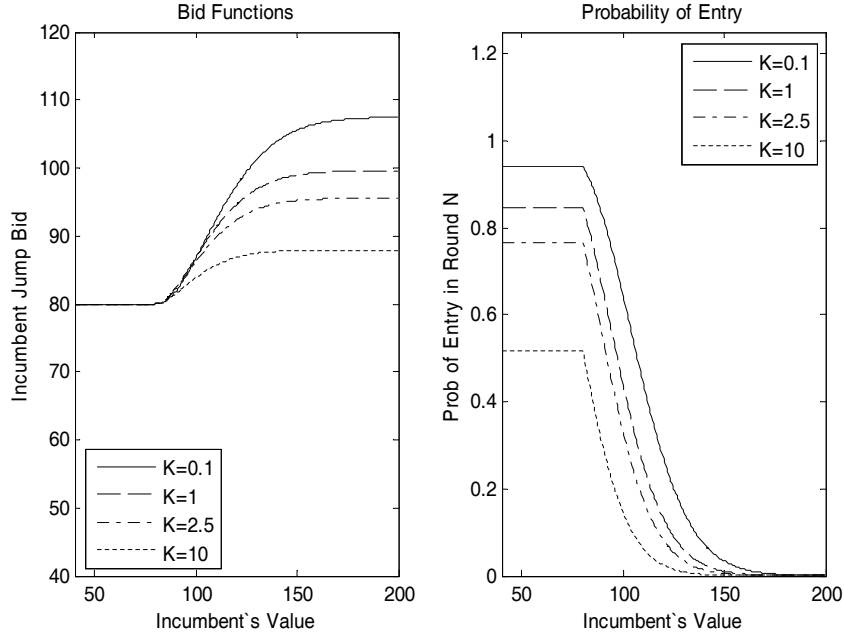 Bid Functions
120
110
100
90
80
70
60
50
40
50
100
150
200
Incumbent Jump Bid
Incumbent`s Value
K=0.1
K=1
K=2.5
K=10
Probability of Entry
1.2
1
0.8
0.6
0.4
0.2
0
50
100
150
200
Prob of Entry in Round N
Incumbent`s Value
K=0.1
K=1
K=2.5
K=10